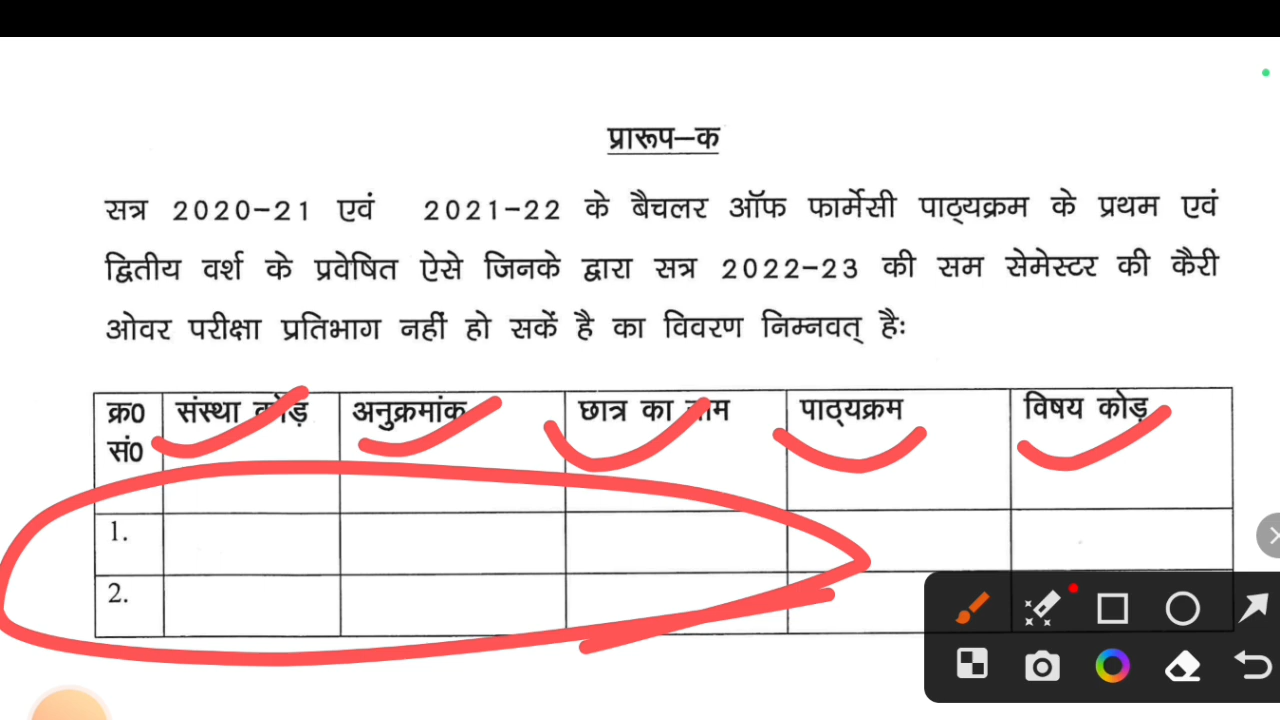 प्रारूप–क
सत्र 2020–21 एवं 2021–22 के बैचलर ऑफ फार्मेसी पाठ्यक्रम के प्रथम एवं
द्वितीय वर्श के प्रवेषित ऐसे जिनके द्वारा सत्र 2022–23 की सम सेमेस्टर की कैरी
ओवर परीक्षा प्रतिभाग नहीं हो सकें है का विवरण निम्नवत् हैः
क्र0 सं0 संस्था कोड़ अनुक्रमांक छात्र का नाम पाठ्यक्रम विषय कोड़
1.
2.